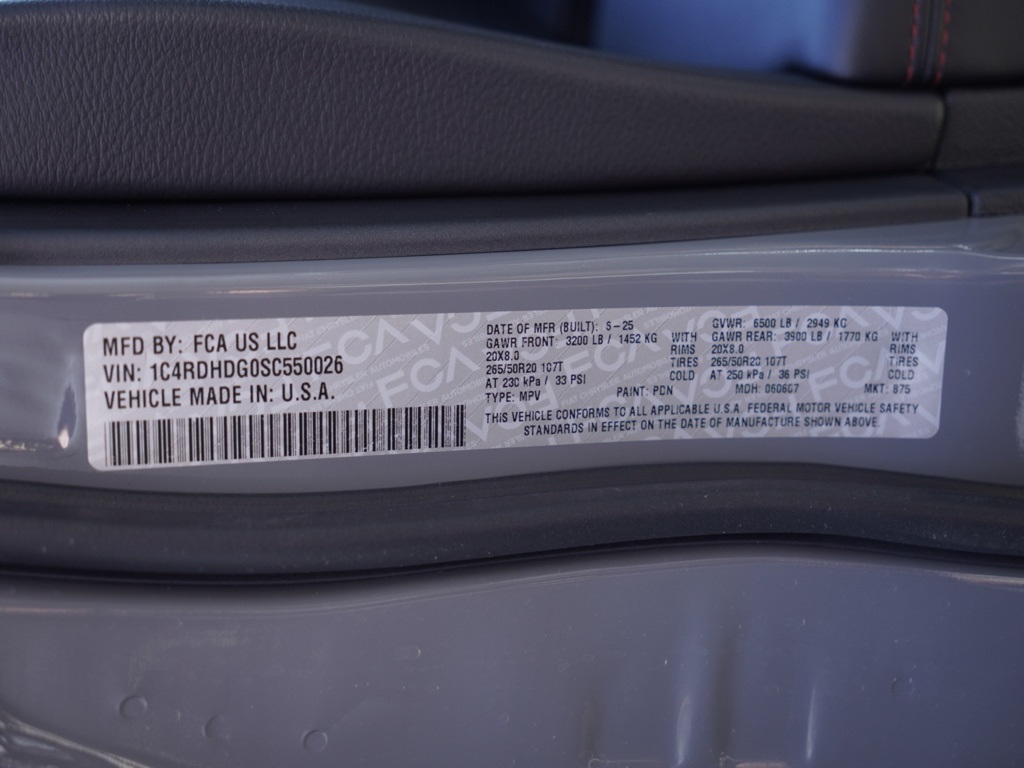 MFD BY: FCA US LLC
VIN: 1C4RDHDG0SC550026
VEHICLE MADE IN: U.S.A.
DATE OF MFR (BUILT): 5-25 GVWR: 6500 LB / 2949 KG
GAWR FRONT: 3200 LB / 1452 KG WITH GAWR REAR: 3900 LB / 1770 KG WITH
20X8.0 RIMS 20X8.0 RIMS
265/50R20 107T TIRES 265/50R20 107T TIRES
AT 230 kPa / 33 PSI COLD AT 250 kPa / 36 PSI COLD
TYPE: MPV PAINT: PDN MDH: 060607 MKT: 875
THIS VEHICLE CONFORMS TO ALL APPLICABLE U.S.A. FEDERAL MOTOR VEHICLE SAFETY
STANDARDS IN EFFECT ON THE DATE OF MANUFACTURE SHOWN ABOVE.